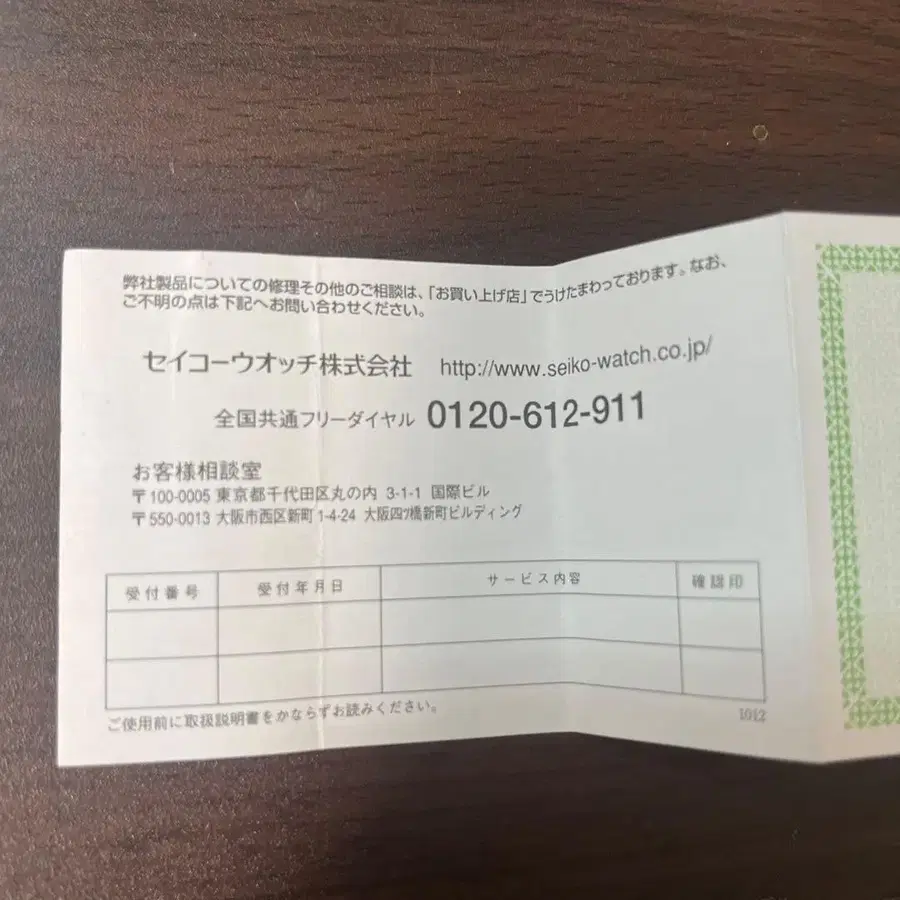 弊社製品についての修理その他のご相談は、「お買い上げ店」でうけたまわっております。なお、
ご不明の点は下記へお問い合わせください。
セイコーウオッチ株式会社 http://www.seiko-watch.co.jp/
全国共通フリーダイヤル 0120-612-911
お客様相談室
〒100-0005 東京都千代田区丸の内 3-1-1 国際ビル
〒550-0013 大阪市西区新町 1-4-24 大阪四ツ橋新町ビルディング
受付番号 受付年月日 サービス内容 確認印
ご使用前に取扱説明書をかならずお読みください。
1012